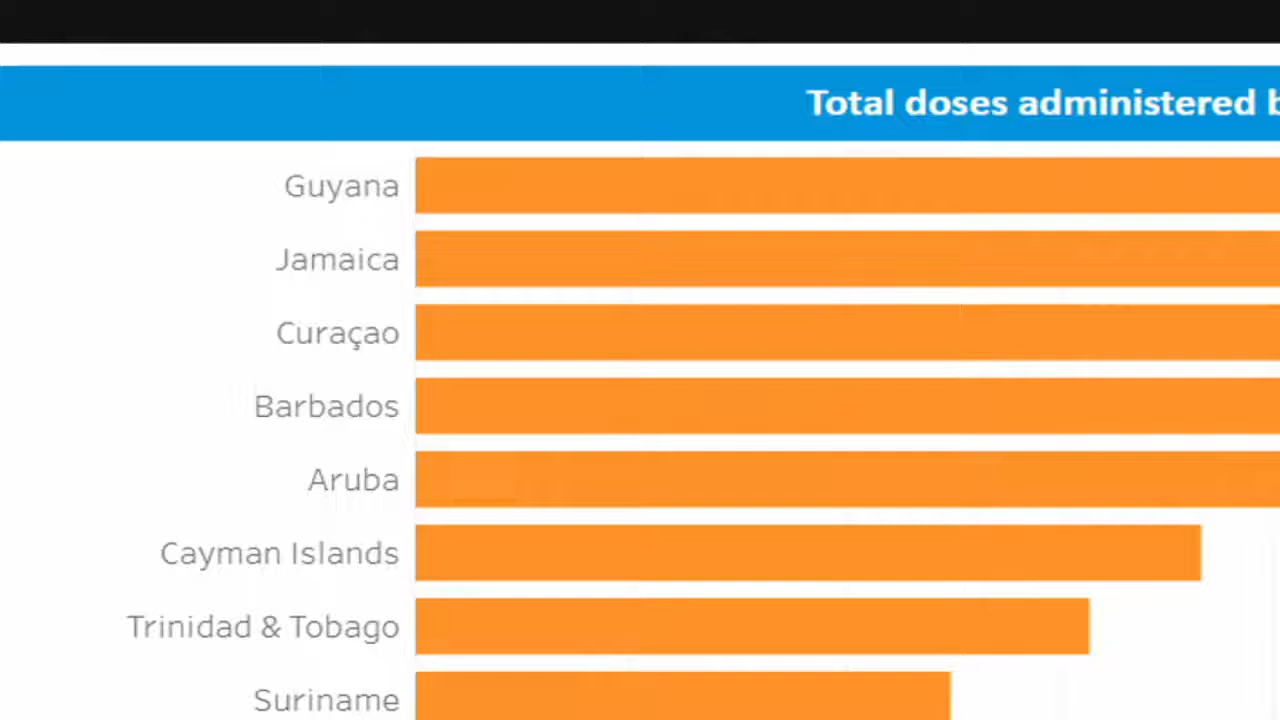 Total doses administered b
Guyana
Jamaica
Curaçao
Barbados
Aruba
Cayman Islands
Trinidad & Tobago
Suriname